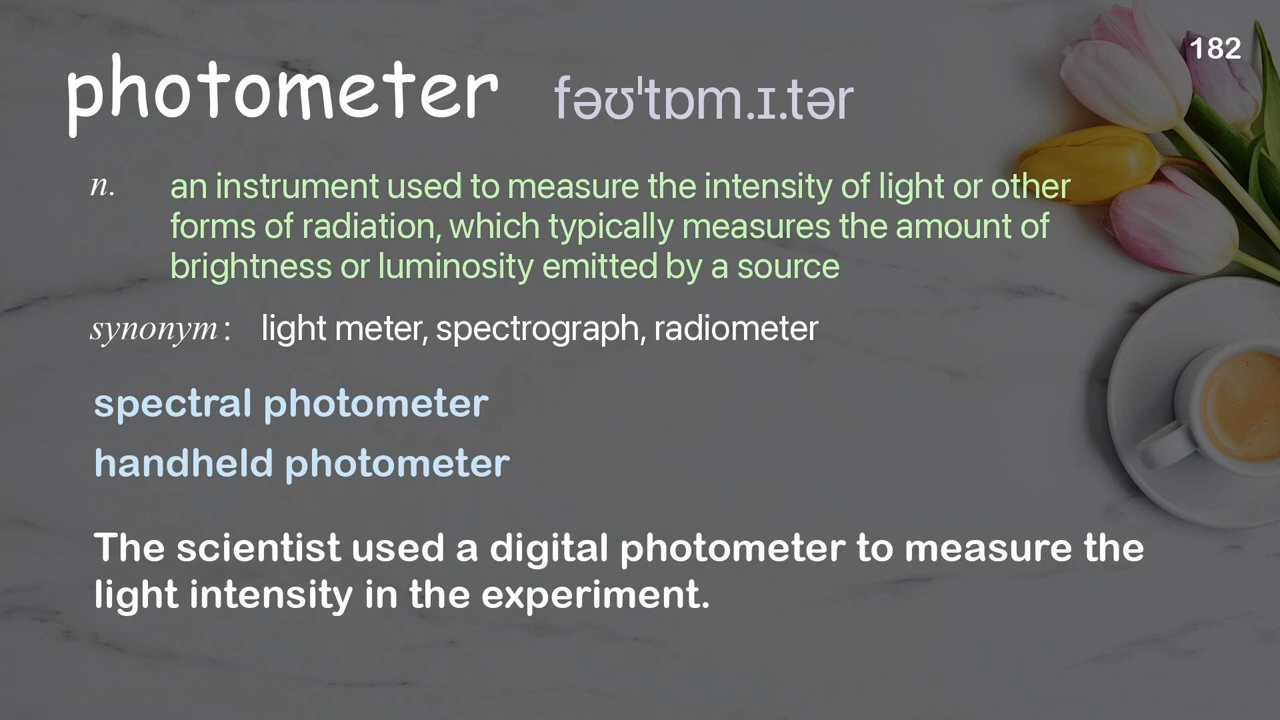 182
photometer fəʊˈtɒm.ɪ.tər
n. an instrument used to measure the intensity of light or other
forms of radiation, which typically measures the amount of
brightness or luminosity emitted by a source
synonym: light meter, spectrograph, radiometer
spectral photometer
handheld photometer
The scientist used a digital photometer to measure the
light intensity in the experiment.